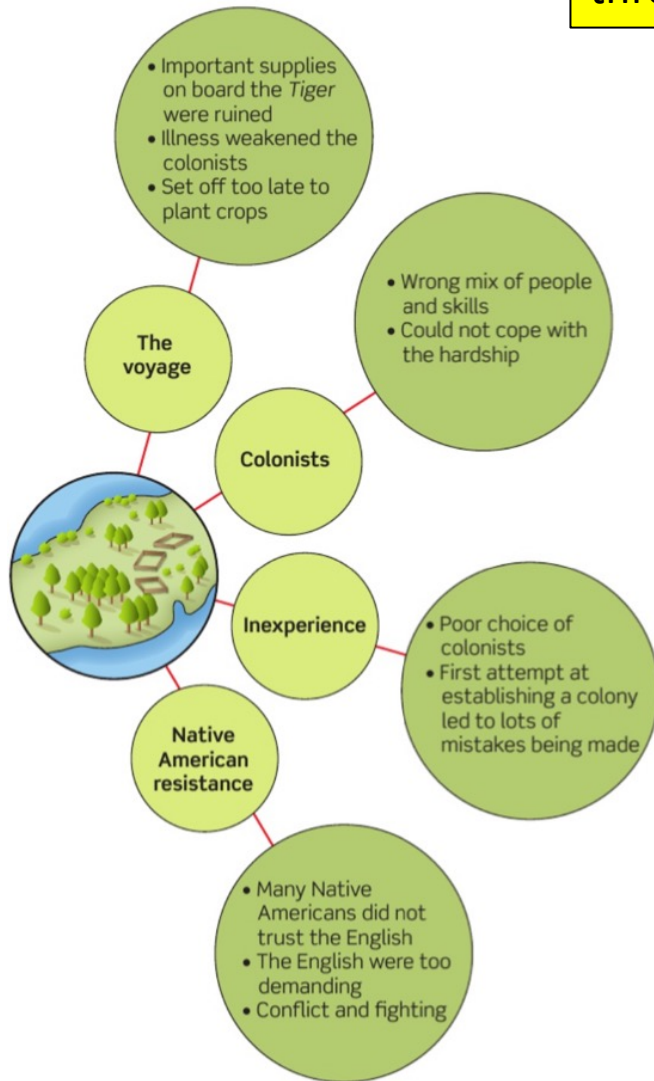 • Important supplies
on board the Tiger
were ruined
• Illness weakened the
colonists
• Set off too late to
plant crops
The
voyage
• Wrong mix of people
and skills
• Could not cope with
the hardship
Colonists
Inexperience
• Poor choice of
colonists
• First attempt at
establishing a colony
led to lots of
mistakes being made
Native
American
resistance
• Many Native
Americans did not
trust the English
• The English were too
demanding
• Conflict and fighting